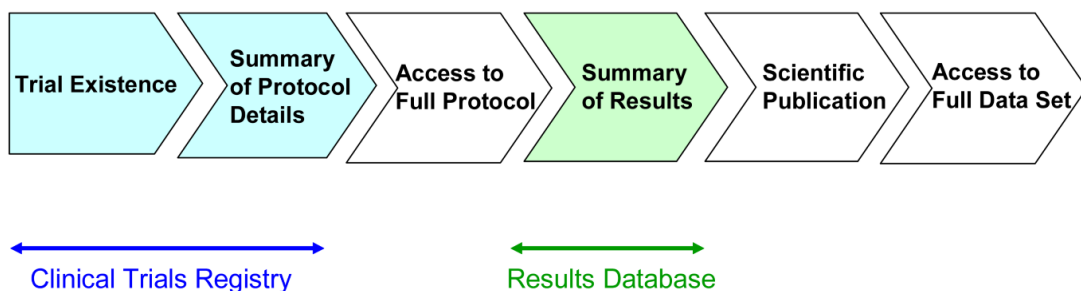 Trial Existence
Summary
of Protocol
Details
Access to
Full Protocol
Summary
of Results
Scientific
Publication
Access to
Full Data Set
Clinical Trials Registry
Results Database